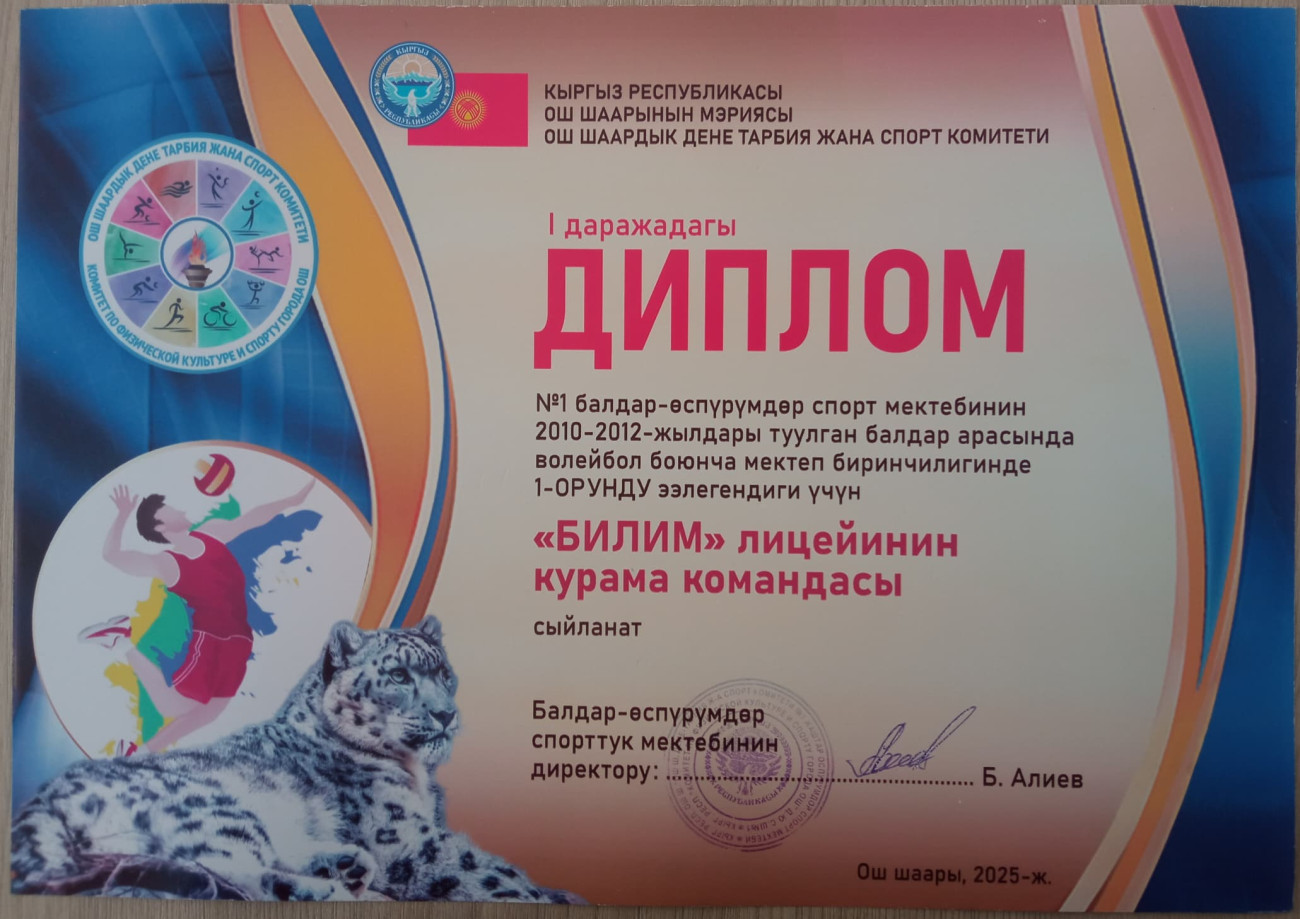 КЫРГЫЗ РЕСПУБЛИКАСЫ
ОШ ШААРЫНЫН МЭРИЯСЫ
ОШ ШААРДЫК ДЕНЕ ТАРБИЯ ЖАНА СПОРТ КОМИТЕТИ
КЫРГЫЗ
РЕСПУБЛИКАСЫ
ОШ ШААРДЫК ДЕНЕ ТАРБИЯ ЖАНА СПОРТ КОМИТЕТИ
КОМИТЕТ ПО ФИЗИЧЕСКОЙ КУЛЬТУРЕ И СПОРТУ ГОРОДА ОШ
I даражадагы
ДИПЛОМ
№1 балдар-өспүрүмдөр спорт мектебинин
2010-2012-жылдары туулган балдар арасында
волейбол боюнча мектеп биринчилигинде
1-ОРУНДУ ээлегендиги үчүн
«БИЛИМ» лицейинин
курама командасы
сыйланат
Балдар-өспүрүмдөр
спорттук мектебинин
директору: ........................................ Б. Алиев
Ош шаары, 2025-ж.